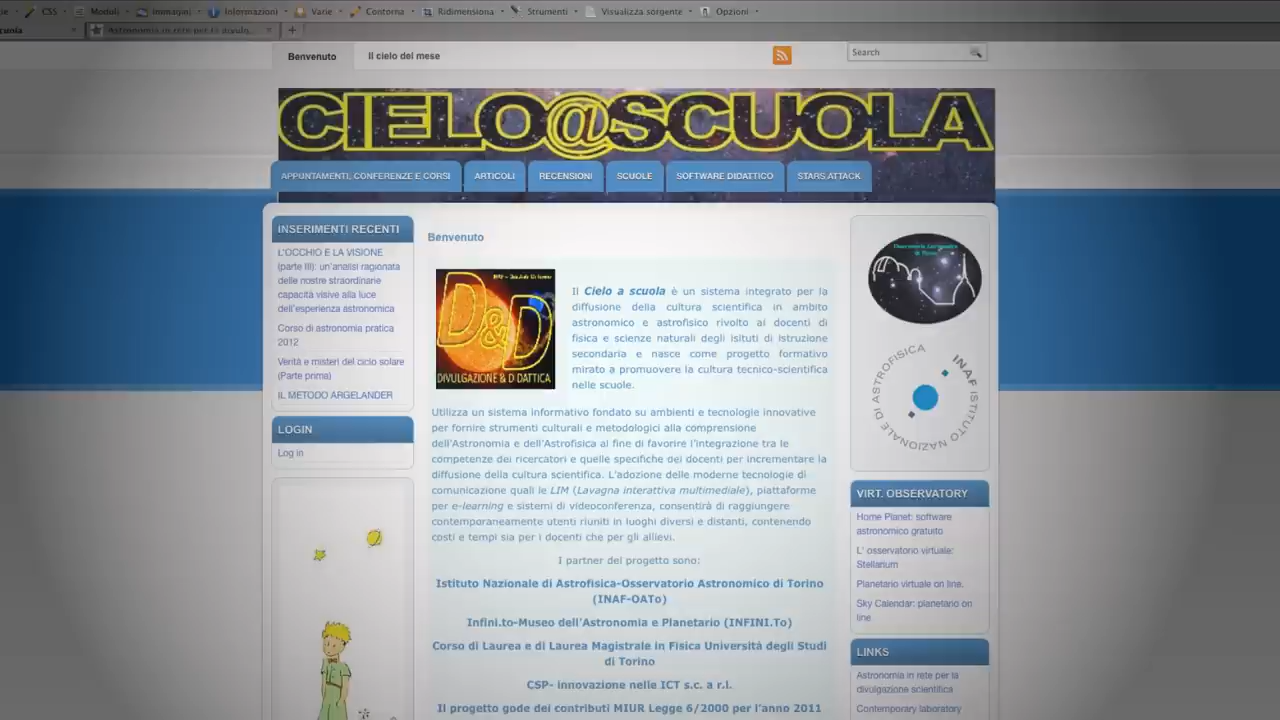 CSS Moduli Immagini Informazioni Varie Contorna Ridimensiona Strumenti Visualizza sorgente Opzioni
Astronomia in rete per la divulg...
Benvenuto Il cielo del mese Search
CIELO@SCUOLA
APPUNTAMENTI, CONFERENZE E CORSI ARTICOLI RECENSIONI SCUOLE SOFTWARE DIDATTICO STARS ATTACK
INSERIMENTI RECENTI
L'OCCHIO E LA VISIONE
(parte III): un'analisi ragionata
delle nostre straordinarie
capacità visive alla luce
dell'esperienza astronomica
Corso di astronomia pratica
2012
Verità e misteri del ciclo solare
(Parte prima)
IL METODO ARGELANDER
LOGIN
Log in
Benvenuto
D&D
DIVULGAZIONE & DIDATTICA
Il Cielo a scuola è un sistema integrato per la
diffusione della cultura scientifica in ambito
astronomico e astrofisico rivolto ai docenti di
fisica e scienze naturali degli isituti di istruzione
secondaria e nasce come progetto formativo
mirato a promuovere la cultura tecnico-scientifica
nelle scuole.
Utilizza un sistema informativo fondato su ambienti e tecnologie innovative
per fornire strumenti culturali e metodologici alla comprensione
dell'Astronomia e dell'Astrofisica al fine di favorire l'integrazione tra le
competenze dei ricercatori e quelle specifiche dei docenti per incrementare la
diffusione della cultura scientifica. L'adozione delle moderne tecnologie di
comunicazione quali le LIM (Lavagna interattiva multimediale), piattaforme
per e-learning e sistemi di videoconferenza, consentirà di raggiungere
contemporaneamente utenti riuniti in luoghi diversi e distanti, contenendo
costi e tempi sia per i docenti che per gli allievi.
I partner del progetto sono:
Istituto Nazionale di Astrofisica-Osservatorio Astronomico di Torino
(INAF-OATo)
Infini.to-Museo dell'Astronomia e Planetario (INFINI.To)
Corso di Laurea e di Laurea Magistrale in Fisica Università degli Studi
di Torino
CSP- innovazione nelle ICT s.c. a r.l.
Il progetto gode dei contributi MIUR Legge 6/2000 per l'anno 2011
Osservatorio Astronomico
di Torino
INAF ISTITUTO NAZIONALE DI ASTROFISICA
VIRT. OBSERVATORY
Home Planet: software
astronomico gratuito
L' osservatorio virtuale:
Stellarium
Planetario virtuale on line.
Sky Calendar: planetario on
line
LINKS
Astronomia in rete per la
divulgazione scientifica
Contemporary laboratory